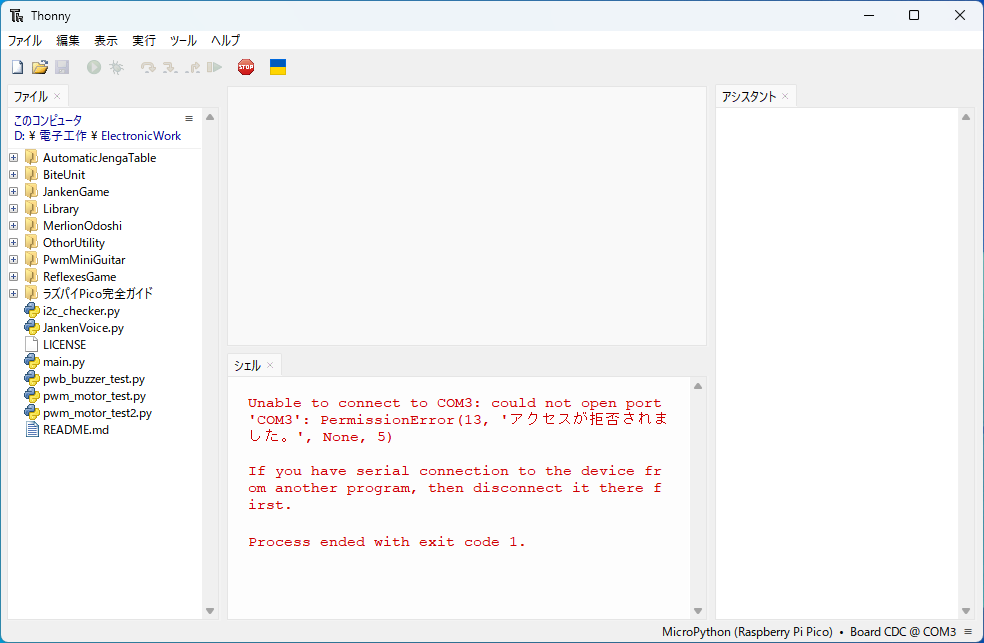 Thonny
ファイル 編集 表示 実行 ツール ヘルプ
STOP
ファイル
このコンピュータ
D: ¥ 電子工作 ¥ ElectronicWork
AutomaticJengaTable
BiteUnit
JankenGame
Library
MerlionOdoshi
OthorUtility
PwmMiniGuitar
ReflexesGame
ラズパイPico完全ガイド
i2c_checker.py
JankenVoice.py
LICENSE
main.py
pwb_buzzer_test.py
pwm_motor_test.py
pwm_motor_test2.py
README.md
シェル
Unable to connect to COM3: could not open port
'COM3': PermissionError(13, 'アクセスが拒否されま
した。', None, 5)
If you have serial connection to the device fr
om another program, then disconnect it there f
irst.
Process ended with exit code 1.
アシスタント
MicroPython (Raspberry Pi Pico) • Board CDC @ COM3